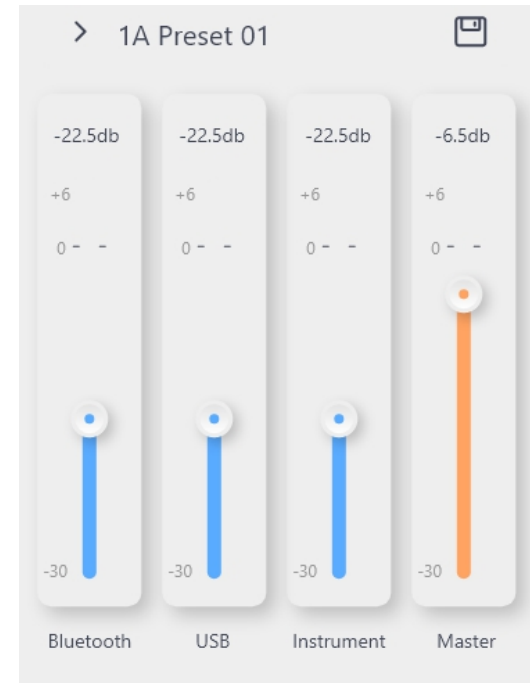 1A Preset 01
-22.5db -22.5db -22.5db -6.5db
+6 +6 +6 +6
0 - - 0 - - 0 - - 0 - -
-30 -30 -30 -30
Bluetooth USB Instrument Master